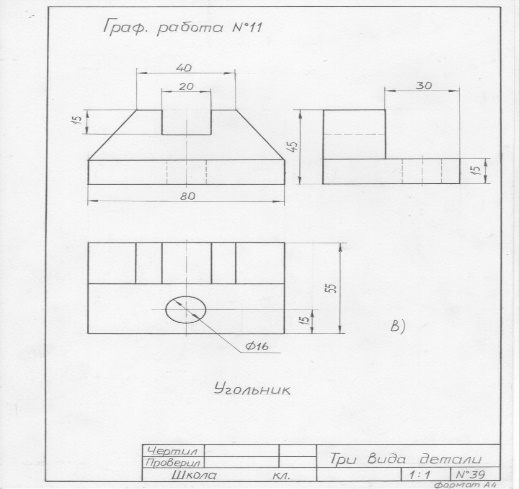 Граф. работа №11
40
20
30
15
45
15
80
55
15
Ø16
В)
Угольник
Чертил
Проверил
Три вида детали
Школа кл.
1:1 №39
формат А4